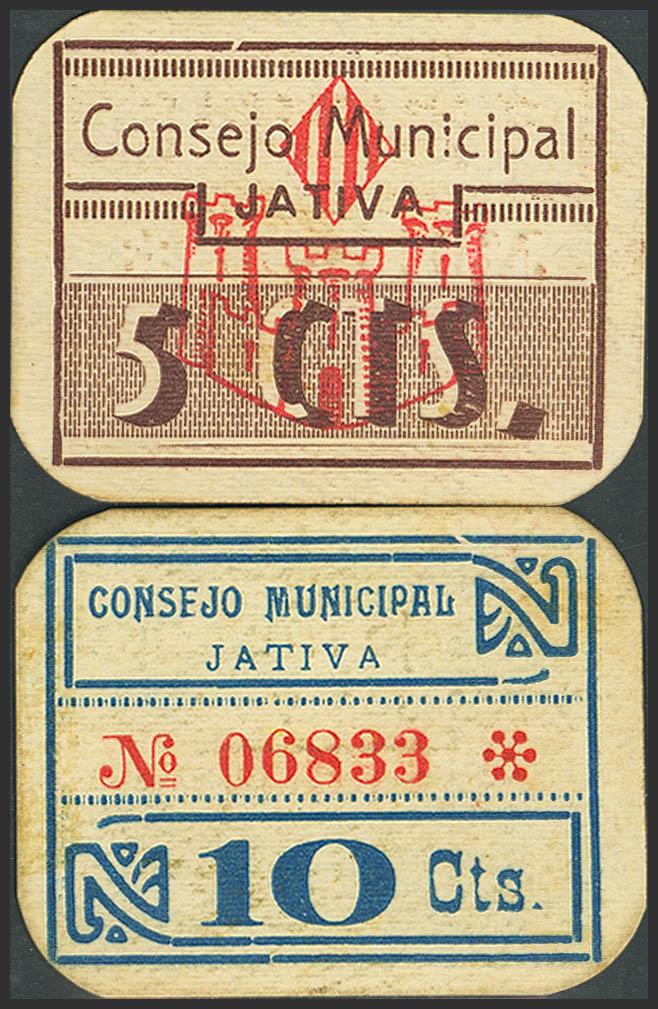 Consejo Municipal
JATIVA
5 CTS.
CONSEJO MUNICIPAL
JATIVA
Nº 06833
10 Cts.